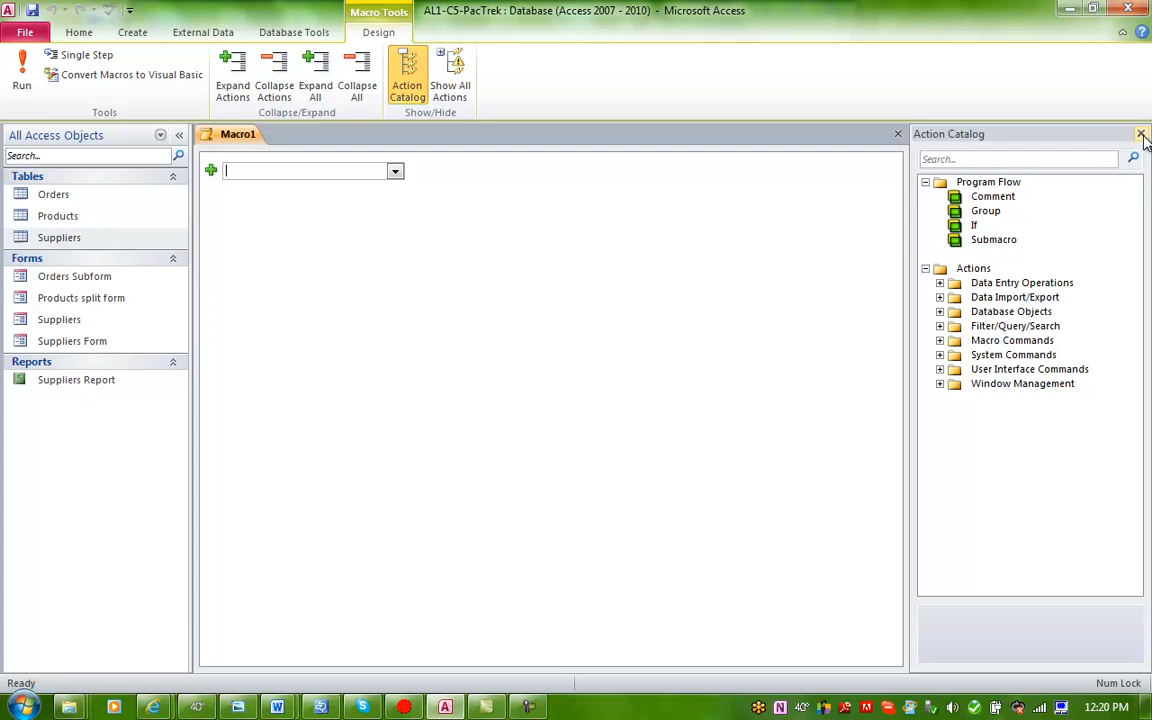 Macro Tools
AL1-C5-PacTrek : Database (Access 2007 - 2010) - Microsoft Access
File
Home
Create
External Data
Database Tools
Design
Run
Single Step
Convert Macros to Visual Basic
Tools
Expand Actions
Collapse Actions
Expand All
Collapse All
Collapse/Expand
Action Catalog
Show All Actions
Show/Hide
All Access Objects
Search...
Tables
Orders
Products
Suppliers
Forms
Orders Subform
Products split form
Suppliers
Suppliers Form
Reports
Suppliers Report
Macro1
Action Catalog
Search...
Program Flow
Comment
Group
If
Submacro
Actions
Data Entry Operations
Data Import/Export
Database Objects
Filter/Query/Search
Macro Commands
System Commands
User Interface Commands
Window Management
Ready
Num Lock
40°
40°
12:20 PM